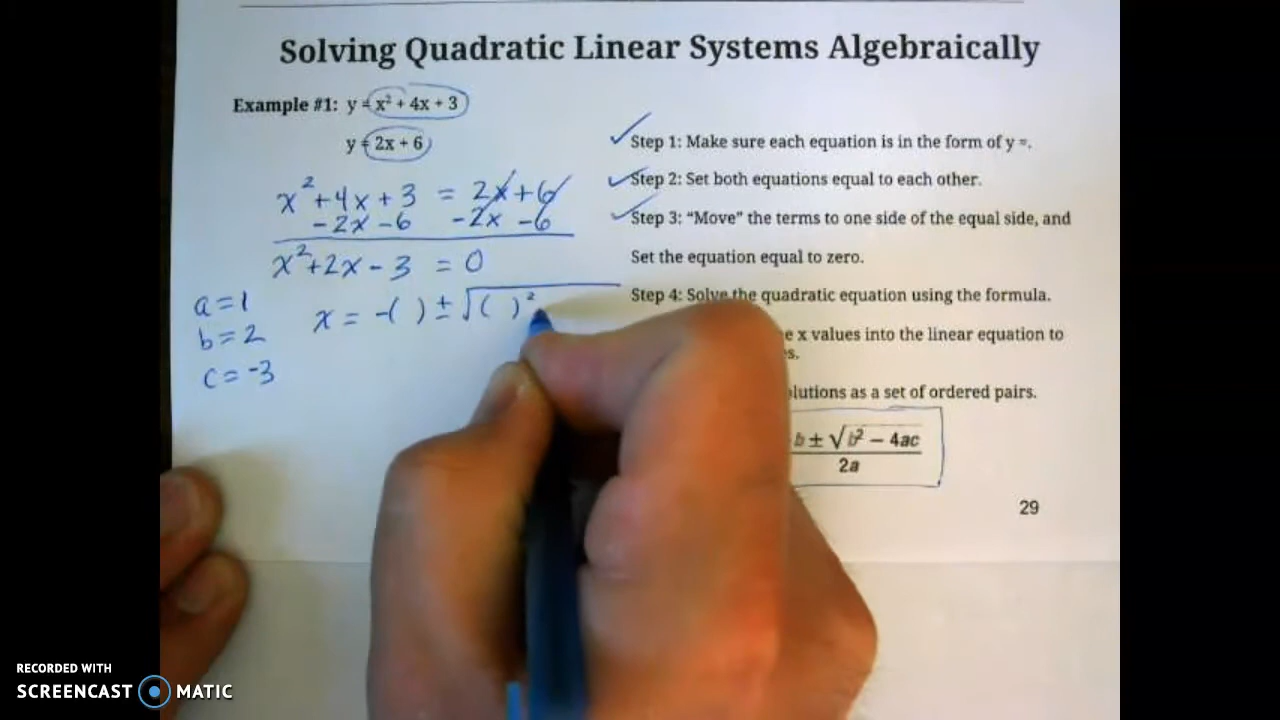 Solving Quadratic Linear Systems Algebraically
Example #1: y = x² + 4x + 3
y = 2x + 6
x² + 4x + 3 = 2x + 6
- 2x - 6 - 2x - 6
x² + 2x - 3 = 0
a = 1
b = 2
c = -3
x = -( ) ± √( )²
Step 1: Make sure each equation is in the form of y =.
Step 2: Set both equations equal to each other.
Step 3: “Move” the terms to one side of the equal side, and
Set the equation equal to zero.
Step 4: Solve the quadratic equation using the formula.
x values into the linear equation to
as a set of ordered pairs.
b ± √b² – 4ac
2a
29
RECORDED WITH
SCREENCAST MATIC